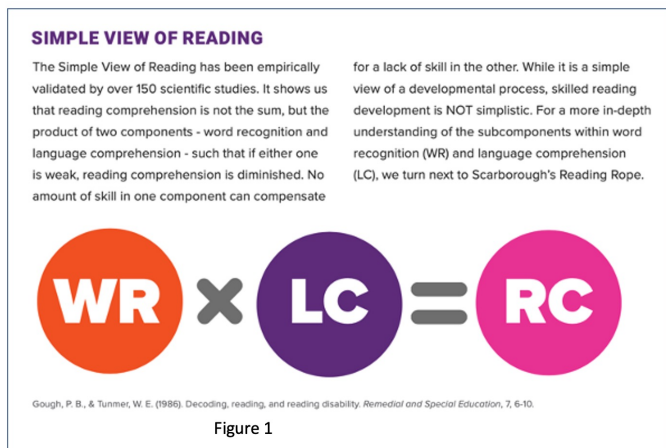 SIMPLE VIEW OF READING
The Simple View of Reading has been empirically
validated by over 150 scientific studies. It shows us
that reading comprehension is not the sum, but the
product of two components - word recognition and
language comprehension - such that if either one
is weak, reading comprehension is diminished. No
amount of skill in one component can compensate
for a lack of skill in the other. While it is a simple
view of a developmental process, skilled reading
development is NOT simplistic. For a more in-depth
understanding of the subcomponents within word
recognition (WR) and language comprehension
(LC), we turn next to Scarborough's Reading Rope.
WR × LC = RC
Gough, P. B., & Tunmer, W. E. (1986). Decoding, reading, and reading disability. Remedial and Special Education, 7, 6-10.
Figure 1